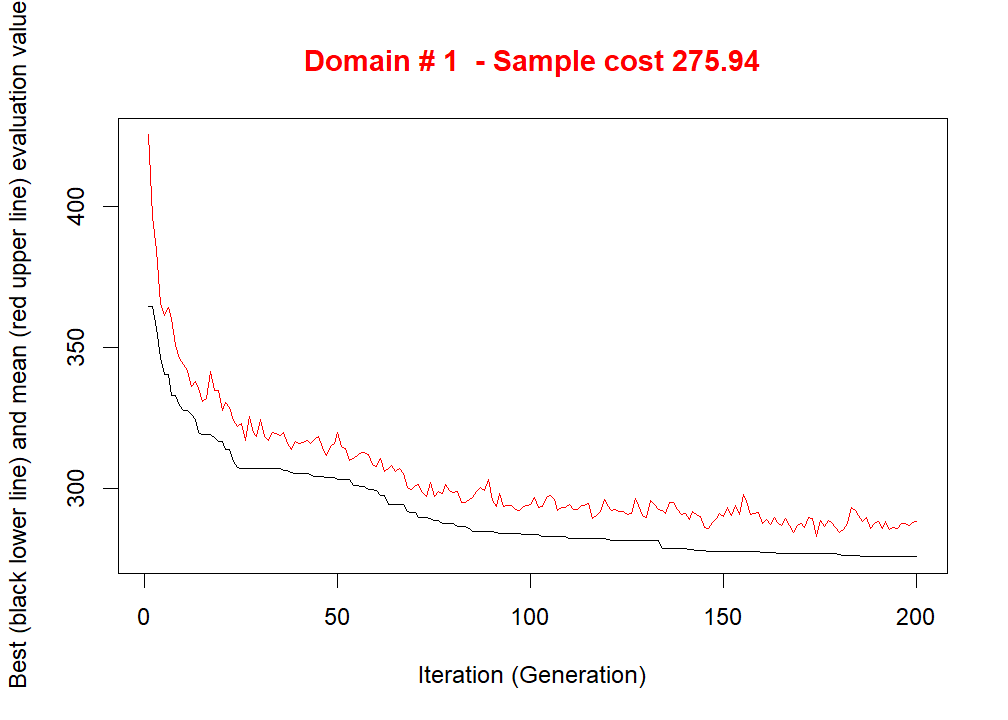 Domain # 1  - Sample cost 275.94
Best (black lower line) and mean (red upper line) evaluation value
400
350
300
0 50 100 150 200
Iteration (Generation)